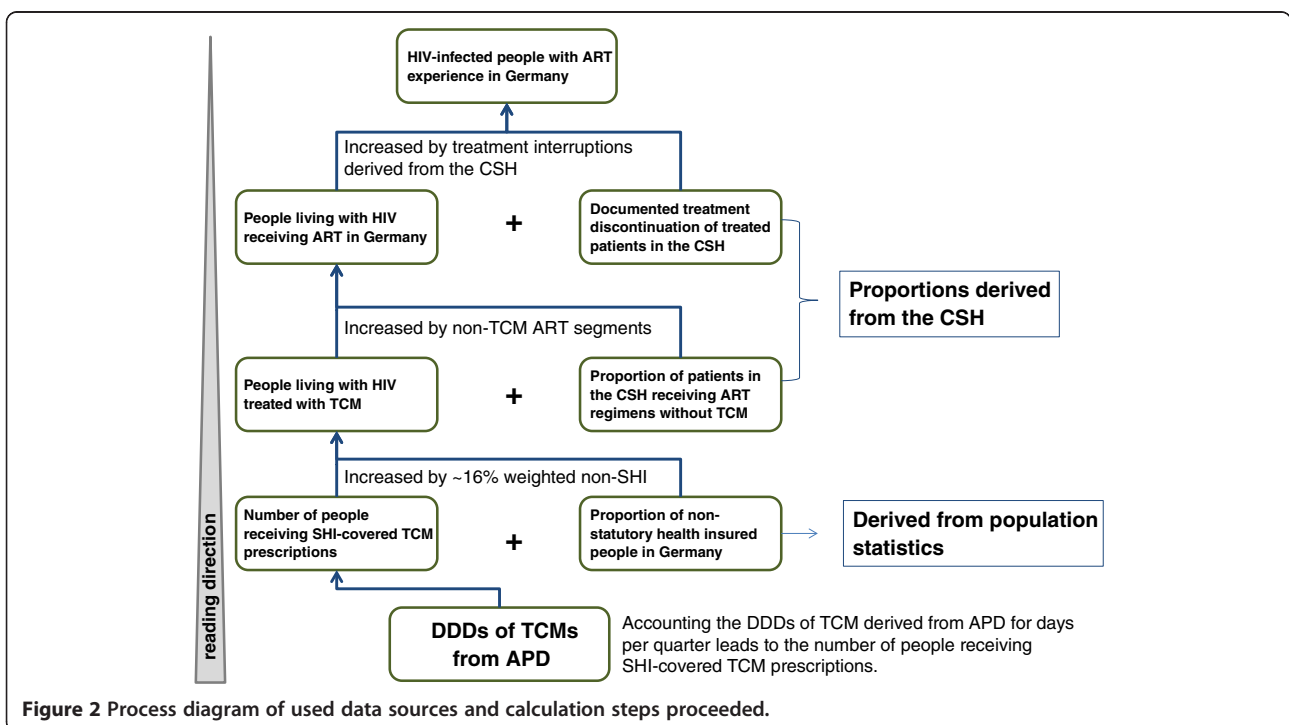 HIV-infected people with ART
experience in Germany
Increased by treatment interruptions
derived from the CSH
People living with HIV
receiving ART in Germany
+
Documented treatment
discontinuation of treated
patients in the CSH
Proportions derived
from the CSH
Increased by non-TCM ART segments
People living with HIV
treated with TCM
+
Proportion of patients in
the CSH receiving ART
regimens without TCM
Increased by ~16% weighted non-SHI
Number of people
receiving SHI-covered TCM
prescriptions
+
Proportion of non-
statutory health insured
people in Germany
Derived from population
statistics
reading direction
DDDs of TCMs
from APD
Accounting the DDDs of TCM derived from APD for days
per quarter leads to the number of people receiving
SHI-covered TCM prescriptions.
Figure 2 Process diagram of used data sources and calculation steps proceeded.